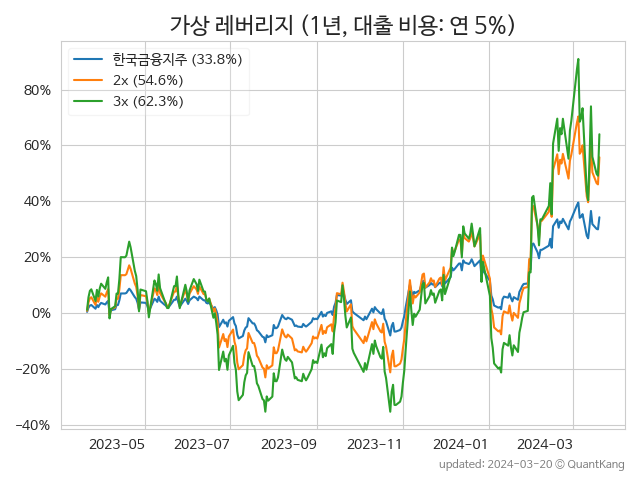 가상 레버리지 (1년, 대출 비용: 연 5%)
한국금융지주 (33.8%)
2x (54.6%)
3x (62.3%)
80%
60%
40%
20%
0%
−20%
−40%
2023-05
2023-07
2023-09
2023-11
2024-01
2024-03
updated: 2024-03-20 © QuantKang